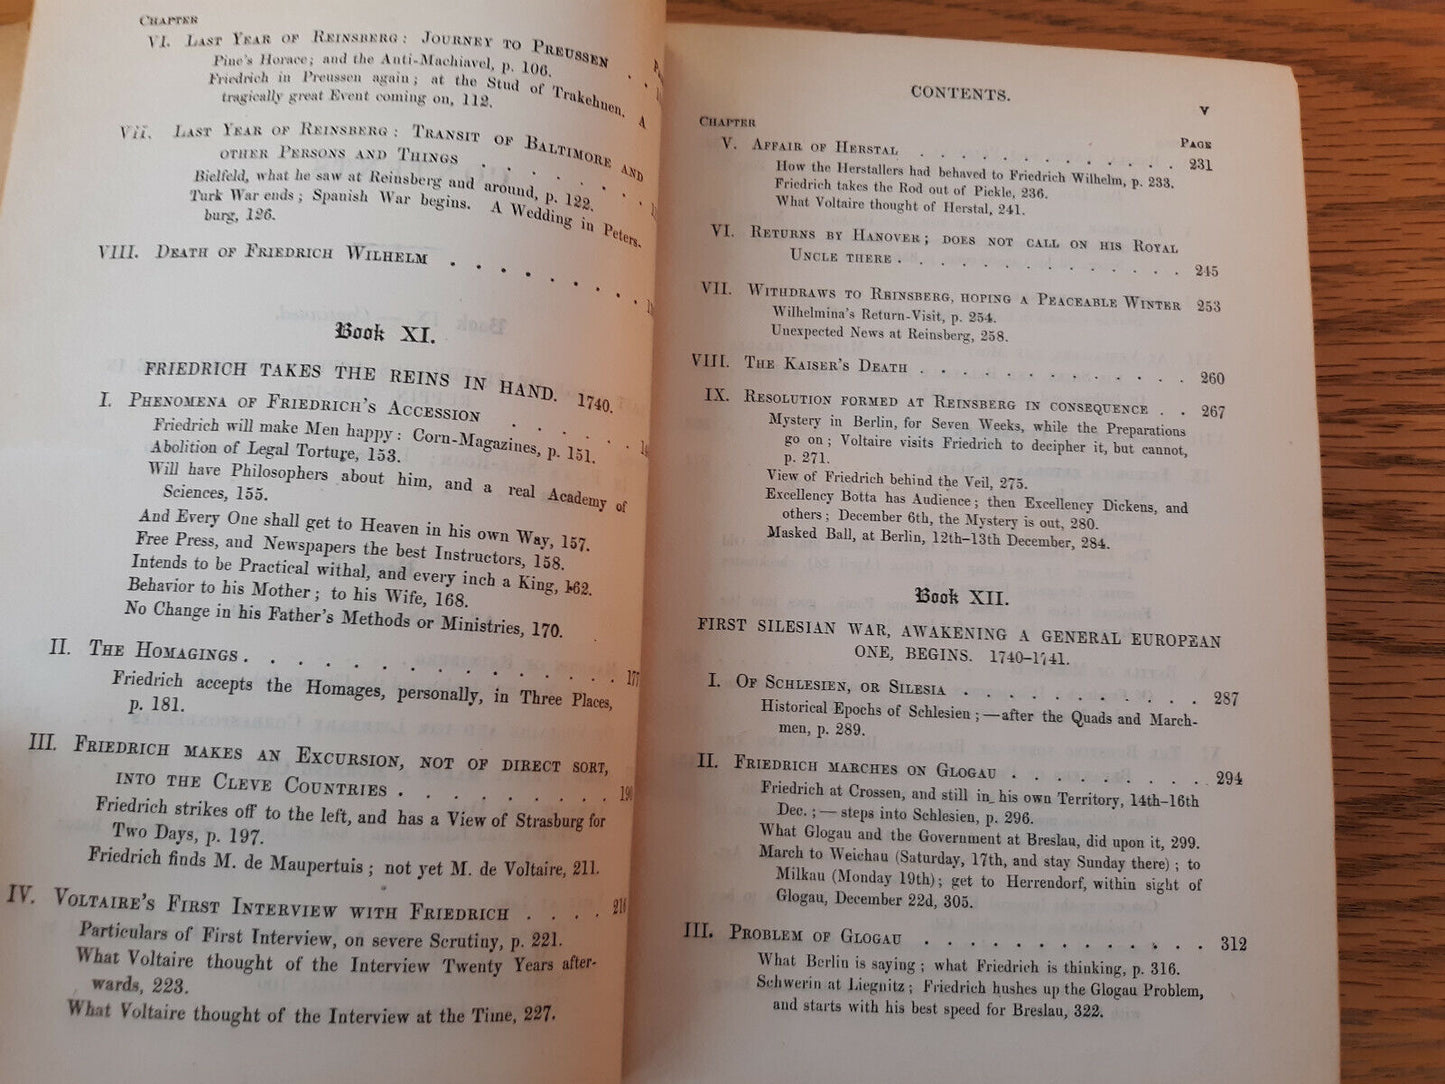 CHAPTER
VI. LAST YEAR OF REINSBERG: JOURNEY TO PREUSSEN .
Pine's Horace; and the Anti-Machiavel, p. 106.
Friedrich in Preussen again; at the Stud of Trakehnen. A
tragically great Event coming on, 112.
VII. LAST YEAR OF REINSBERG: TRANSIT OF BALTIMORE AND
OTHER PERSONS AND THINGS . . . . . .
Bielfeld, what he saw at Reinsberg and around, p. 122.
Turk War ends; Spanish War begins. A Wedding in Peters-
burg, 126.
VIII. DEATH OF FRIEDRICH WILHELM . . . . . . . .
Book XI.
FRIEDRICH TAKES THE REINS IN HAND. 1740.
I. PHENOMENA OF FRIEDRICH'S ACCESSION . . . . . .
Friedrich will make Men happy: Corn-Magazines, p. 151.
Abolition of Legal Torture, 153.
Will have Philosophers about him, and a real Academy of
Sciences, 155.
And Every One shall get to Heaven in his own Way, 157.
Free Press, and Newspapers the best Instructors, 158.
Intends to be Practical withal, and every inch a King, 162.
Behavior to his Mother; to his Wife, 168.
No Change in his Father's Methods or Ministries, 170.
II. THE HOMAGINGS . . . . . . . . . . . . . . 177
Friedrich accepts the Homages, personally, in Three Places,
p. 181.
III. FRIEDRICH MAKES AN EXCURSION, NOT OF DIRECT SORT,
INTO THE CLEVE COUNTRIES . . . . . . . . . 190
Friedrich strikes off to the left, and has a View of Strasburg for
Two Days, p. 197.
Friedrich finds M. de Maupertuis; not yet M. de Voltaire, 211.
IV. VOLTAIRE'S FIRST INTERVIEW WITH FRIEDRICH . . . . 216
Particulars of First Interview, on severe Scrutiny, p. 221.
What Voltaire thought of the Interview Twenty Years after-
wards, 223.
What Voltaire thought of the Interview at the Time, 227.
CONTENTS. V
CHAPTER PAGE
V. AFFAIR OF HERSTAL . . . . . . . . . . . . 231
How the Herstallers had behaved to Friedrich Wilhelm, p. 233.
Friedrich takes the Rod out of Pickle, 236.
What Voltaire thought of Herstal, 241.
VI. RETURNS BY HANOVER; DOES NOT CALL ON HIS ROYAL
UNCLE THERE . . . . . . . . . . . . . 245
VII. WITHDRAWS TO REINSBERG, HOPING A PEACEABLE WINTER 253
Wilhelmina's Return-Visit, p. 254.
Unexpected News at Reinsberg, 258.
VIII. THE KAISER'S DEATH . . . . . . . . . . . . 260
IX. RESOLUTION FORMED AT REINSBERG IN CONSEQUENCE . . 267
Mystery in Berlin, for Seven Weeks, while the Preparations
go on; Voltaire visits Friedrich to decipher it, but cannot,
p. 271.
View of Friedrich behind the Veil, 275.
Excellency Botta has Audience; then Excellency Dickens, and
others; December 6th, the Mystery is out, 280.
Masked Ball, at Berlin, 12th-13th December, 284.
Book XII.
FIRST SILESIAN WAR, AWAKENING A GENERAL EUROPEAN
ONE, BEGINS. 1740-1741.
I. OF SCHLESIEN, OR SILESIA . . . . . . . . . . . 287
Historical Epochs of Schlesien;—after the Quads and March-
men, p. 289.
II. FRIEDRICH MARCHES ON GLOGAU . . . . . . . . . 294
Friedrich at Crossen, and still in his own Territory, 14th-16th
Dec.;—steps into Schlesien, p. 296.
What Glogau and the Government at Breslau, did upon it, 299.
March to Weichau (Saturday, 17th, and stay Sunday there); to
Milkau (Monday 19th); get to Herrendorf, within sight of
Glogau, December 22d, 305.
III. PROBLEM OF GLOGAU . . . . . . . . . . . . . 312
What Berlin is saying; what Friedrich is thinking, p. 316.
Schwerin at Liegnitz; Friedrich hushes up the Glogau Problem,
and starts with his best speed for Breslau, 322.